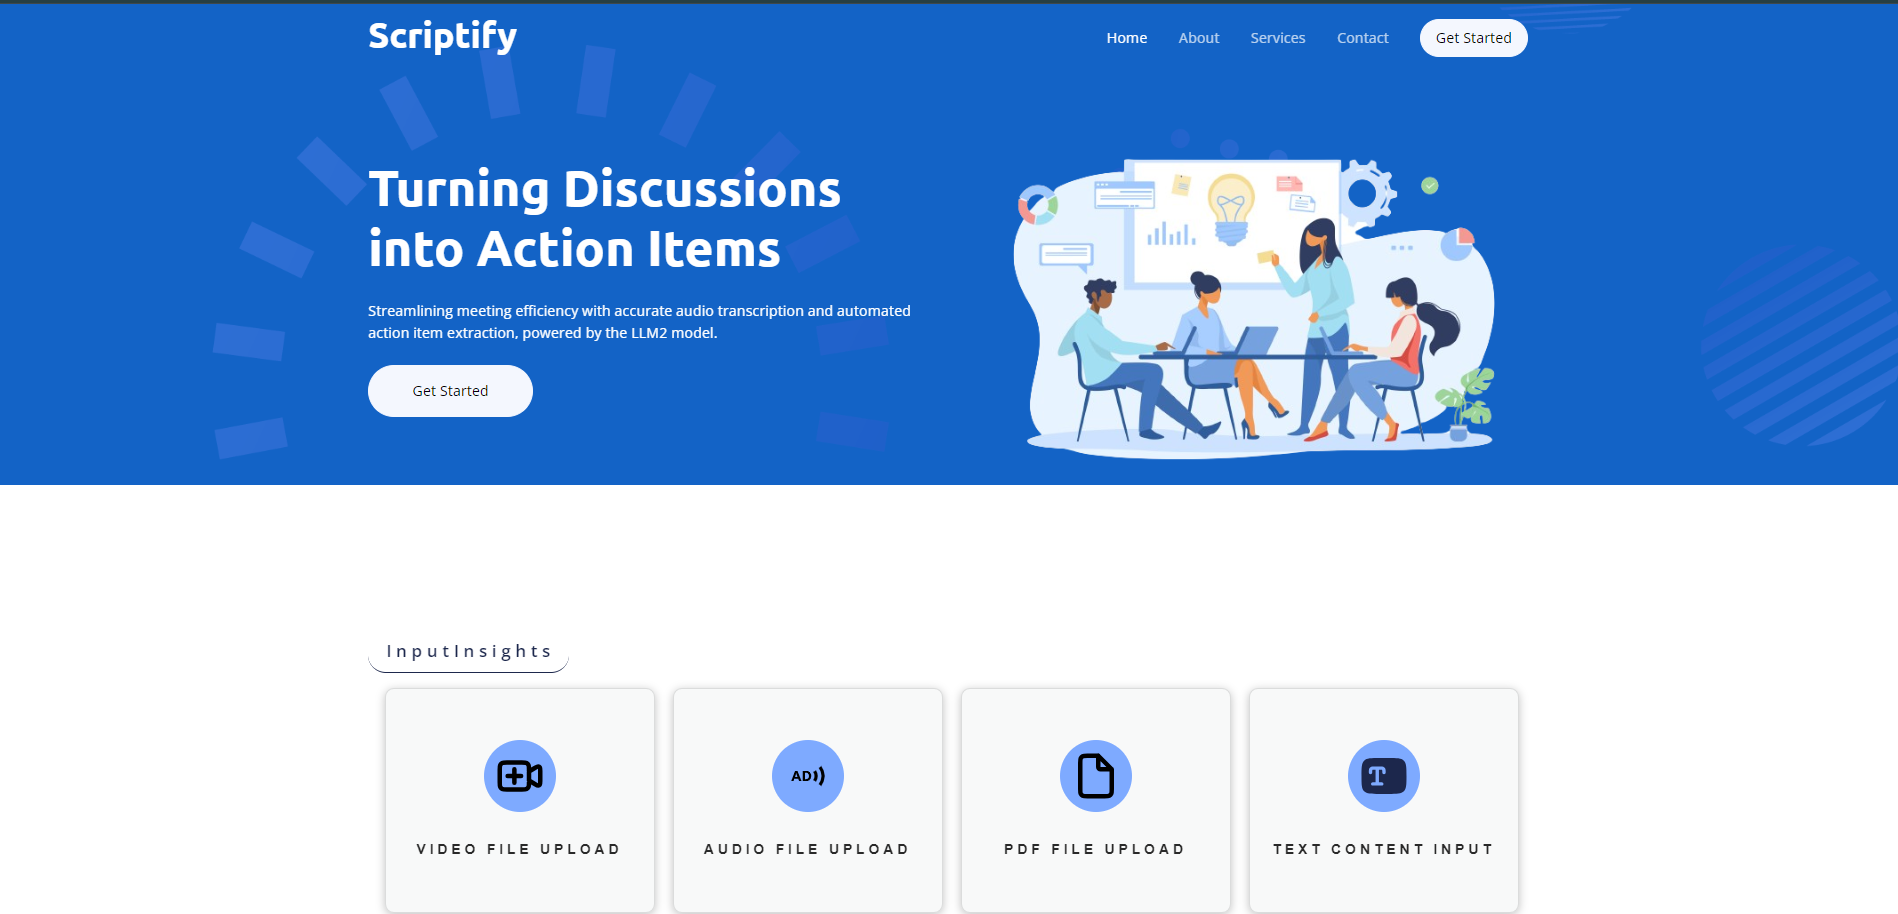 Scriptify
Home
About
Services
Contact
Get Started
Turning Discussions
into Action Items
Streamlining meeting efficiency with accurate audio transcription and automated
action item extraction, powered by the LLM2 model.
Get Started
InputInsights
AD
T
VIDEO FILE UPLOAD
AUDIO FILE UPLOAD
PDF FILE UPLOAD
TEXT CONTENT INPUT